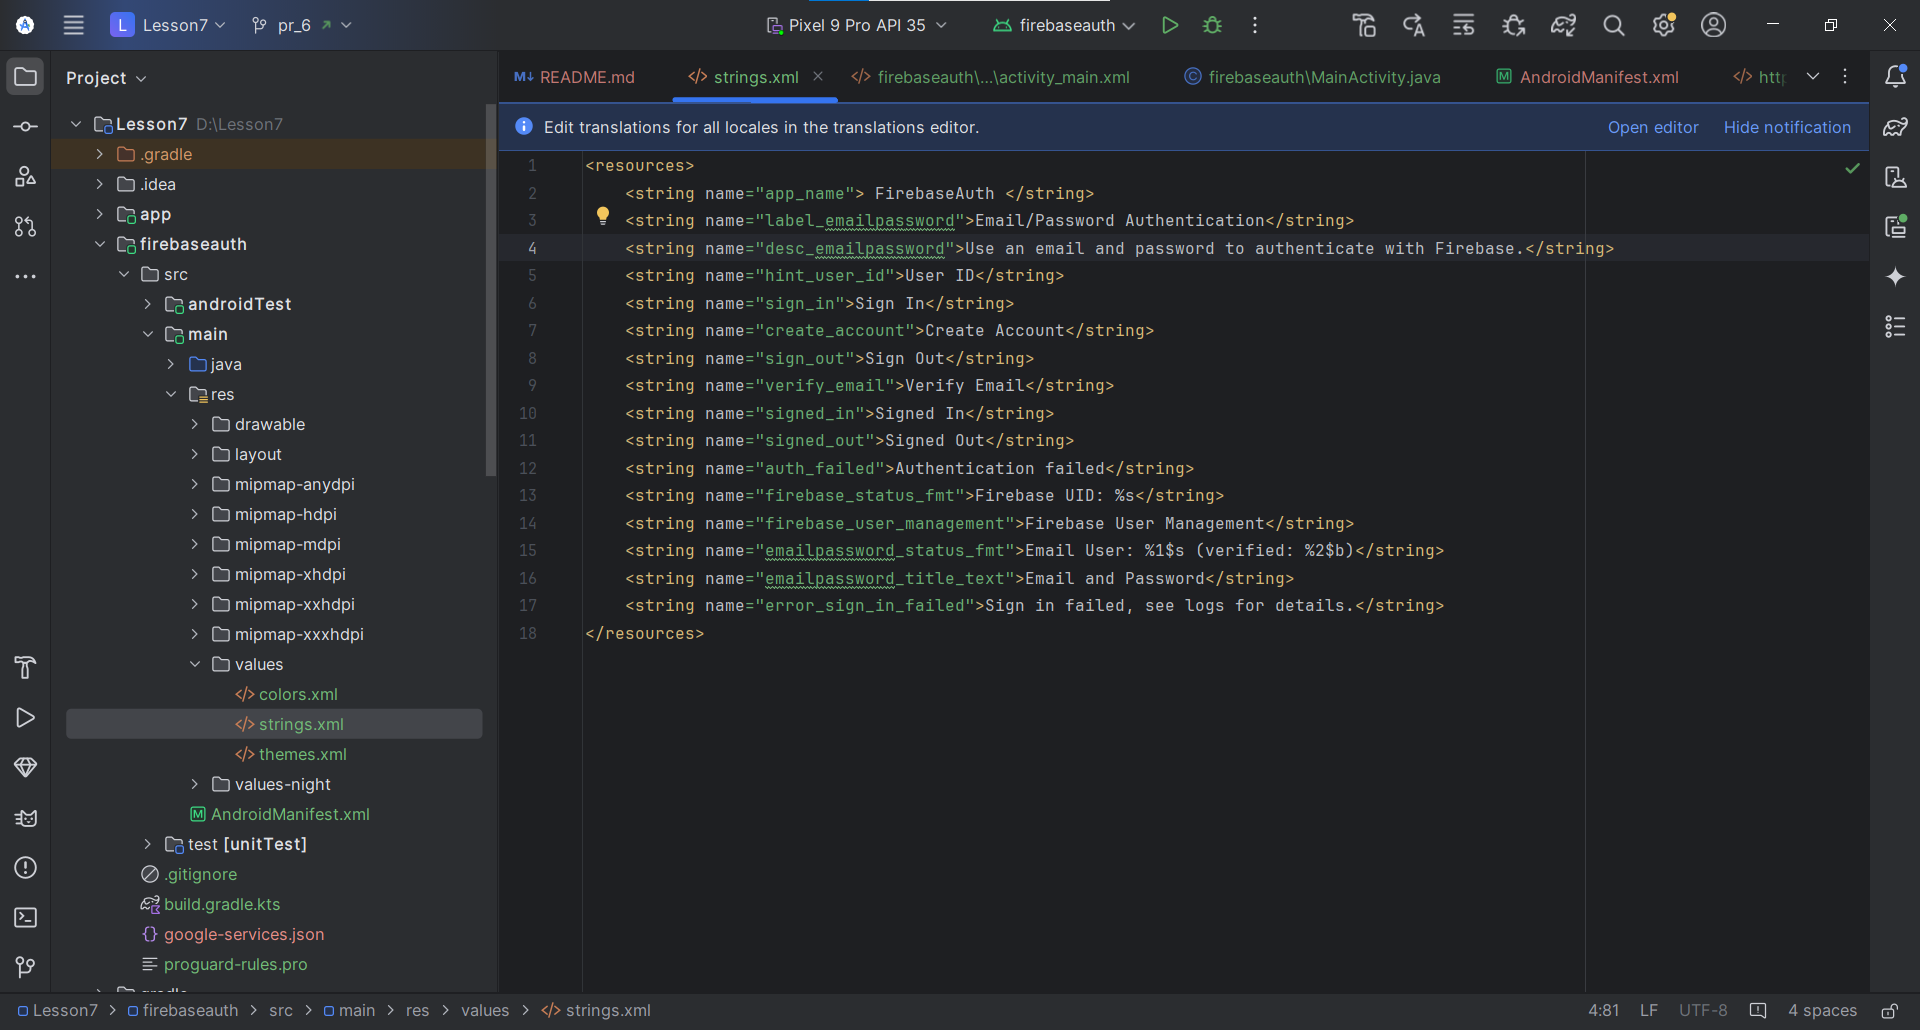 L Lesson7 pr_6 Pixel 9 Pro API 35 firebaseauth
Project
README.md strings.xml firebaseauth\...\activity_main.xml firebaseauth\MainActivity.java AndroidManifest.xml
Edit translations for all locales in the translations editor. Open editor Hide notification
Lesson7 D:\Lesson7
.gradle
.idea
app
firebaseauth
src
androidTest
main
java
res
drawable
layout
mipmap-anydpi
mipmap-hdpi
mipmap-mdpi
mipmap-xhdpi
mipmap-xxhdpi
mipmap-xxxhdpi
values
colors.xml
strings.xml
themes.xml
values-night
AndroidManifest.xml
test [unitTest]
.gitignore
build.gradle.kts
google-services.json
proguard-rules.pro
1 <resources>
2 <string name="app_name"> FirebaseAuth </string>
3 <string name="label_emailpassword">Email/Password Authentication</string>
4 <string name="desc_emailpassword">Use an email and password to authenticate with Firebase.</string>
5 <string name="hint_user_id">User ID</string>
6 <string name="sign_in">Sign In</string>
7 <string name="create_account">Create Account</string>
8 <string name="sign_out">Sign Out</string>
9 <string name="verify_email">Verify Email</string>
10 <string name="signed_in">Signed In</string>
11 <string name="signed_out">Signed Out</string>
12 <string name="auth_failed">Authentication failed</string>
13 <string name="firebase_status_fmt">Firebase UID: %s</string>
14 <string name="firebase_user_management">Firebase User Management</string>
15 <string name="emailpassword_status_fmt">Email User: %1$s (verified: %2$b)</string>
16 <string name="emailpassword_title_text">Email and Password</string>
17 <string name="error_sign_in_failed">Sign in failed, see logs for details.</string>
18 </resources>
Lesson7 > firebaseauth > src > main > res > values > strings.xml 4:81 LF UTF-8 4 spaces